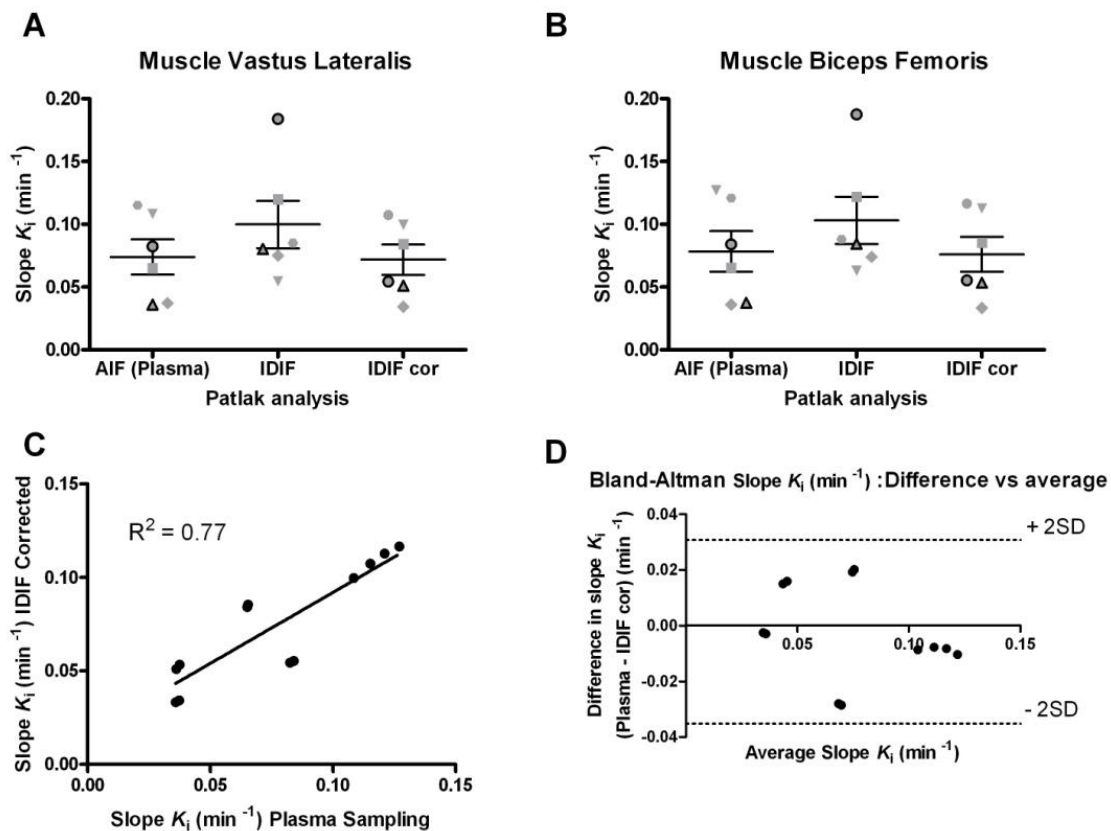 A
Muscle Vastus Lateralis
Slope Ki (min -1)
0.20
0.15
0.10
0.05
0.00
AIF (Plasma) IDIF IDIF cor
Patlak analysis
B
Muscle Biceps Femoris
Slope Ki (min -1)
0.20
0.15
0.10
0.05
0.00
AIF (Plasma) IDIF IDIF cor
Patlak analysis
C
Slope Ki (min -1) IDIF Corrected
0.15
0.10
0.05
0.00
R2 = 0.77
0.00 0.05 0.10 0.15
Slope Ki (min -1) Plasma Sampling
D
Bland-Altman Slope Ki (min -1) :Difference vs average
Difference in slope Ki
(Plasma - IDIF cor) (min -1)
0.04
0.02
0.00
-0.02
-0.04
+ 2SD
0.05 0.10 0.15
- 2SD
Average Slope Ki (min -1)